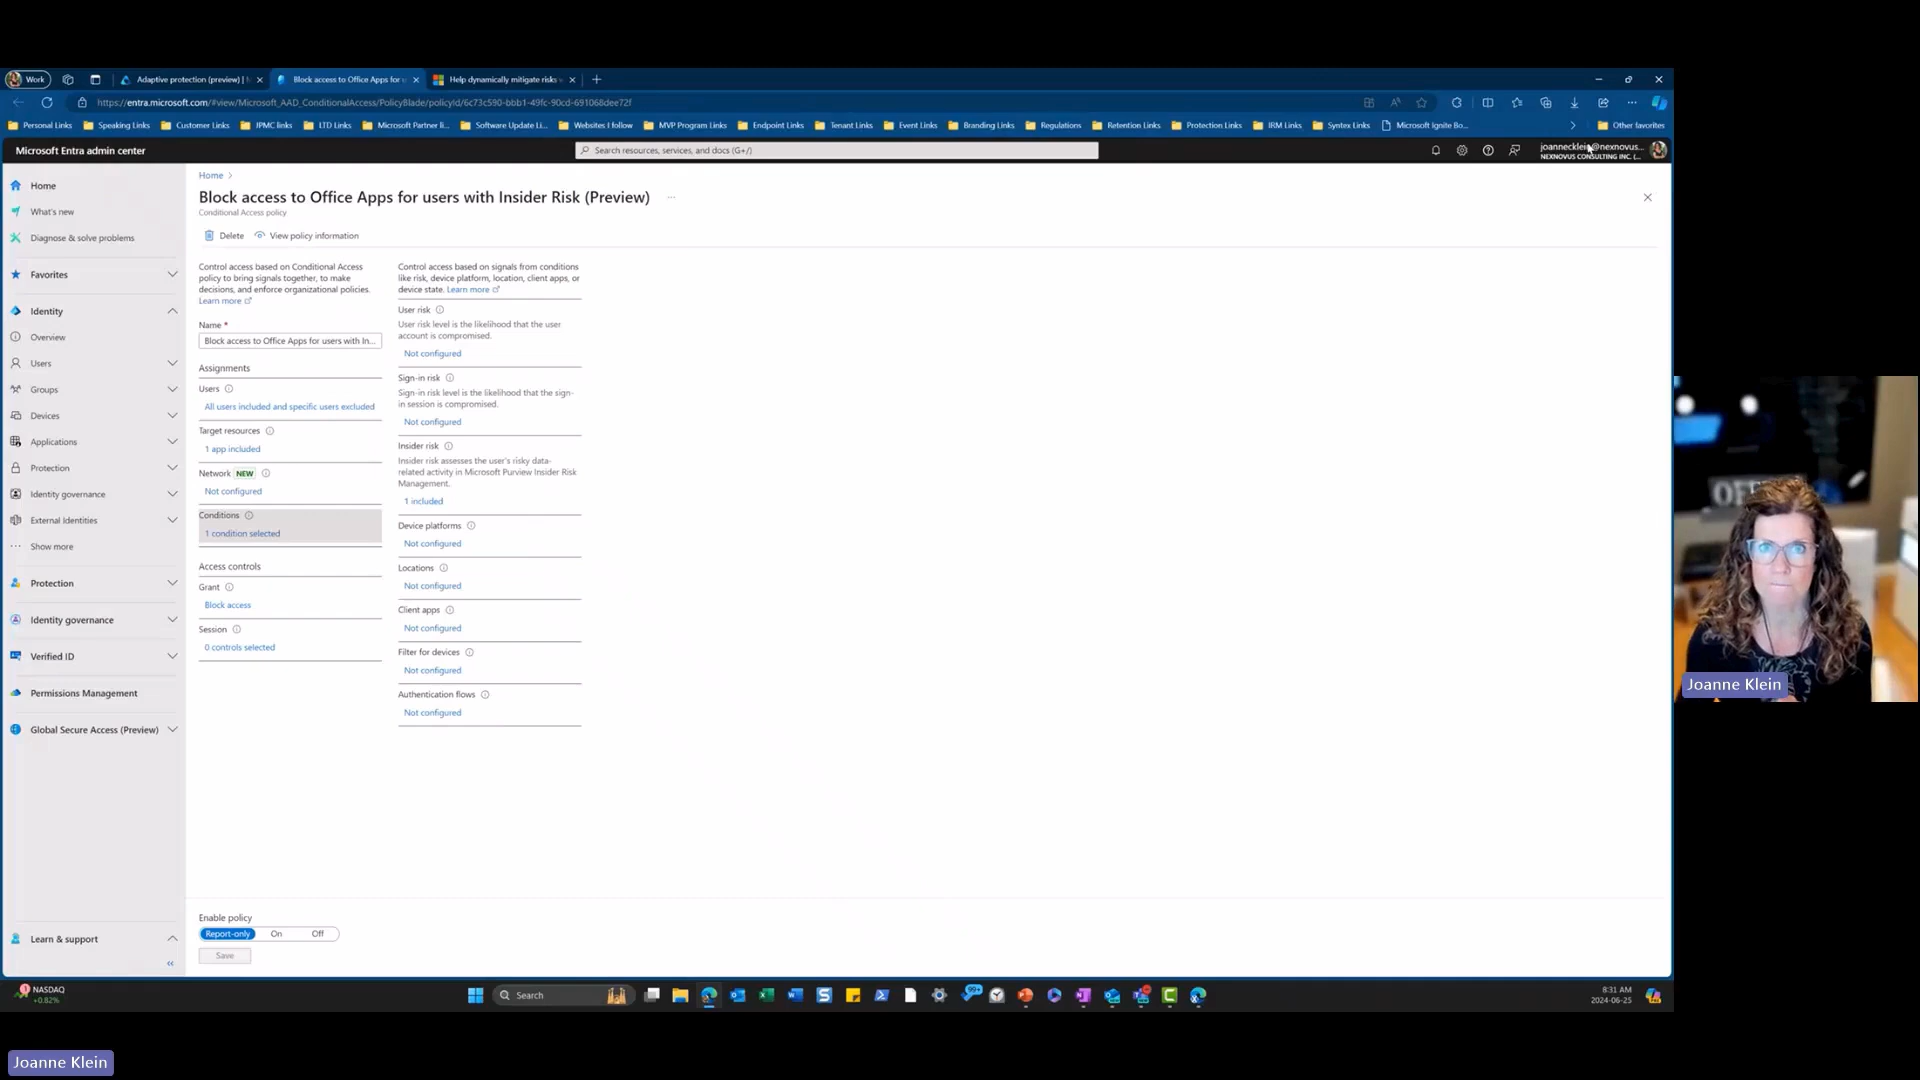 Work
Adaptive protection (preview) |
Block access to Office Apps for
Help dynamically mitigate risks
https://entra.microsoft.com/#view/Microsoft_AAD_ConditionalAccess/PolicyBlade/policyId/6c73c590-bbb1-49fc-90cd-691068dee72f
Personal Links
Speaking Links
Customer Links
JPMC links
LTD Links
Microsoft Partner li...
Software Update Li...
Websites I follow
MVP Program Links
Endpoint Links
Tenant Links
Event Links
Branding Links
Regulations
Retention Links
Protection Links
IRM Links
Syntex Links
Microsoft Ignite Bo...
Other favorites
Microsoft Entra admin center
Search resources, services, and docs (G+/)
joannecklein@nexnovus...
NEXNOVUS CONSULTING INC. (...
Home
What's new
Diagnose & solve problems
Favorites
Identity
Overview
Users
Groups
Devices
Applications
Protection
Identity governance
External Identities
Show more
Protection
Identity governance
Verified ID
Permissions Management
Global Secure Access (Preview)
Learn & support
Home
Block access to Office Apps for users with Insider Risk (Preview)
Conditional Access policy
Delete
View policy information
Control access based on Conditional Access
policy to bring signals together, to make
decisions, and enforce organizational policies.
Learn more
Name *
Block access to Office Apps for users with In...
Assignments
Users
All users included and specific users excluded
Target resources
1 app included
Network NEW
Not configured
Conditions
1 condition selected
Access controls
Grant
Block access
Session
0 controls selected
Control access based on signals from conditions
like risk, device platform, location, client apps, or
device state. Learn more
User risk
User risk level is the likelihood that the user
account is compromised.
Not configured
Sign-in risk
Sign-in risk level is the likelihood that the sign-
in session is compromised.
Not configured
Insider risk
Insider risk assesses the user's risky data-
related activity in Microsoft Purview Insider Risk
Management.
1 included
Device platforms
Not configured
Locations
Not configured
Client apps
Not configured
Filter for devices
Not configured
Authentication flows
Not configured
Enable policy
Report-only
On
Off
Save
Joanne Klein
NASDAQ
+0.82%
Search
99+
8:31 AM
2024-06-25
Joanne Klein